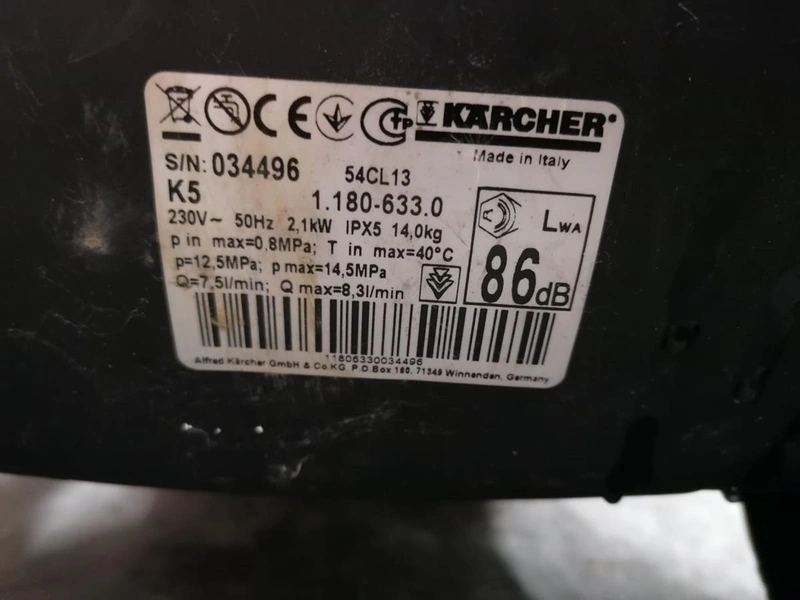 KÄRCHER
Made in Italy
S/N: 034496 54CL13
K5 1.180-633.0
230V~ 50Hz 2,1kW IPX5 14,0kg
p in max=0,8MPa; T in max=40°C
p=12,5MPa; p max=14,5MPa
Q=7,5l/min; Q max=8,3l/min
LWA
86dB
11806330034496
Alfred Kärcher GmbH & Co KG, P.O.Box 160, 71349 Winnenden, Germany